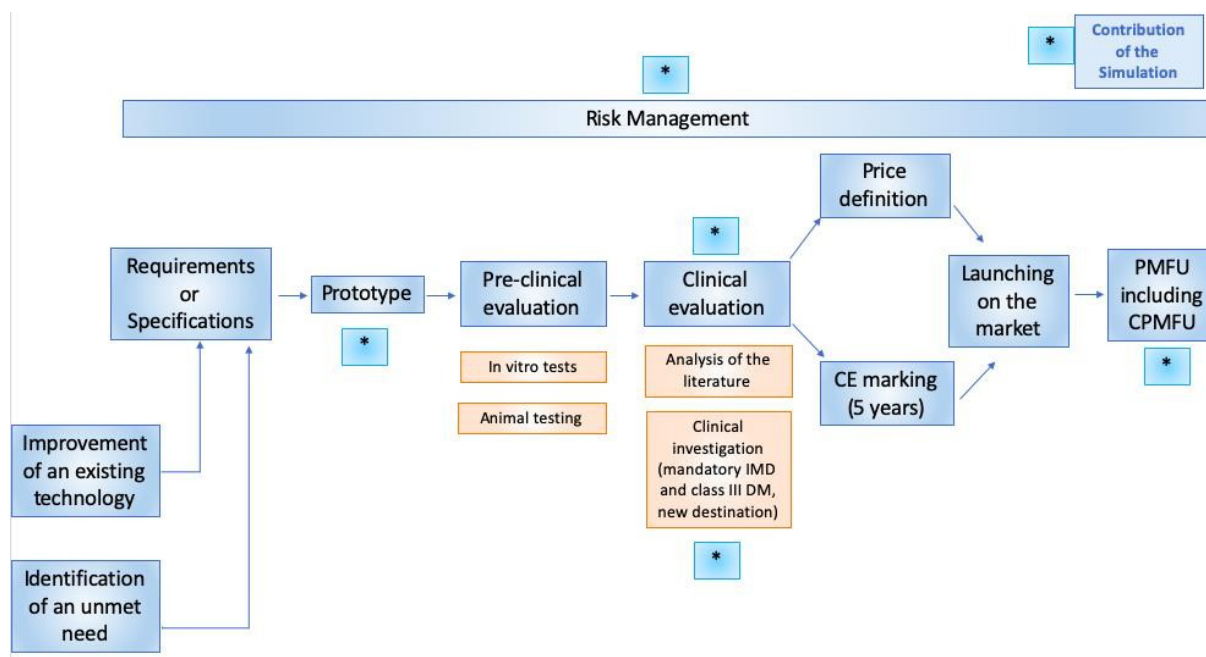 *
Contribution
of the
Simulation
*
Risk Management
Price
definition
*
Requirements
or
Specifications
Prototype
*
Pre-clinical
evaluation
Clinical
evaluation
Launching
on the
market
PMFU
including
CPMFU
*
In vitro tests
Animal testing
Analysis of the
literature
CE marking
(5 years)
Clinical
investigation
(mandatory IMD
and class III DM,
new destination)
*
Improvement
of an existing
technology
Identification
of an unmet
need